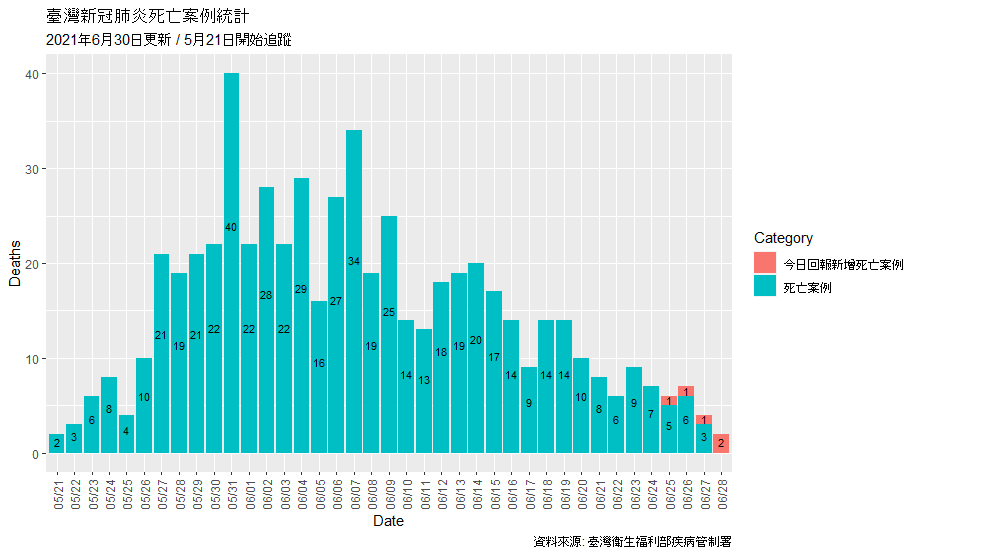 臺灣新冠肺炎死亡案例統計
2021年6月30日更新 / 5月21日開始追蹤
Deaths
40
30
20
10
0
2 3 6 8 4 10 21 19 21 22 40 22 28 22 29 16 27 34 19 25 14 13 18 19 20 17 14 9 14 14 10 8 6 9 7 1 5 1 6 1 3 2
05/21 05/22 05/23 05/24 05/25 05/26 05/27 05/28 05/29 05/30 05/31 06/01 06/02 06/03 06/04 06/05 06/06 06/07 06/08 06/09 06/10 06/11 06/12 06/13 06/14 06/15 06/16 06/17 06/18 06/19 06/20 06/21 06/22 06/23 06/24 06/25 06/26 06/27 06/28
Date
Category
今日回報新增死亡案例
死亡案例
資料來源: 臺灣衛生福利部疾病管制署